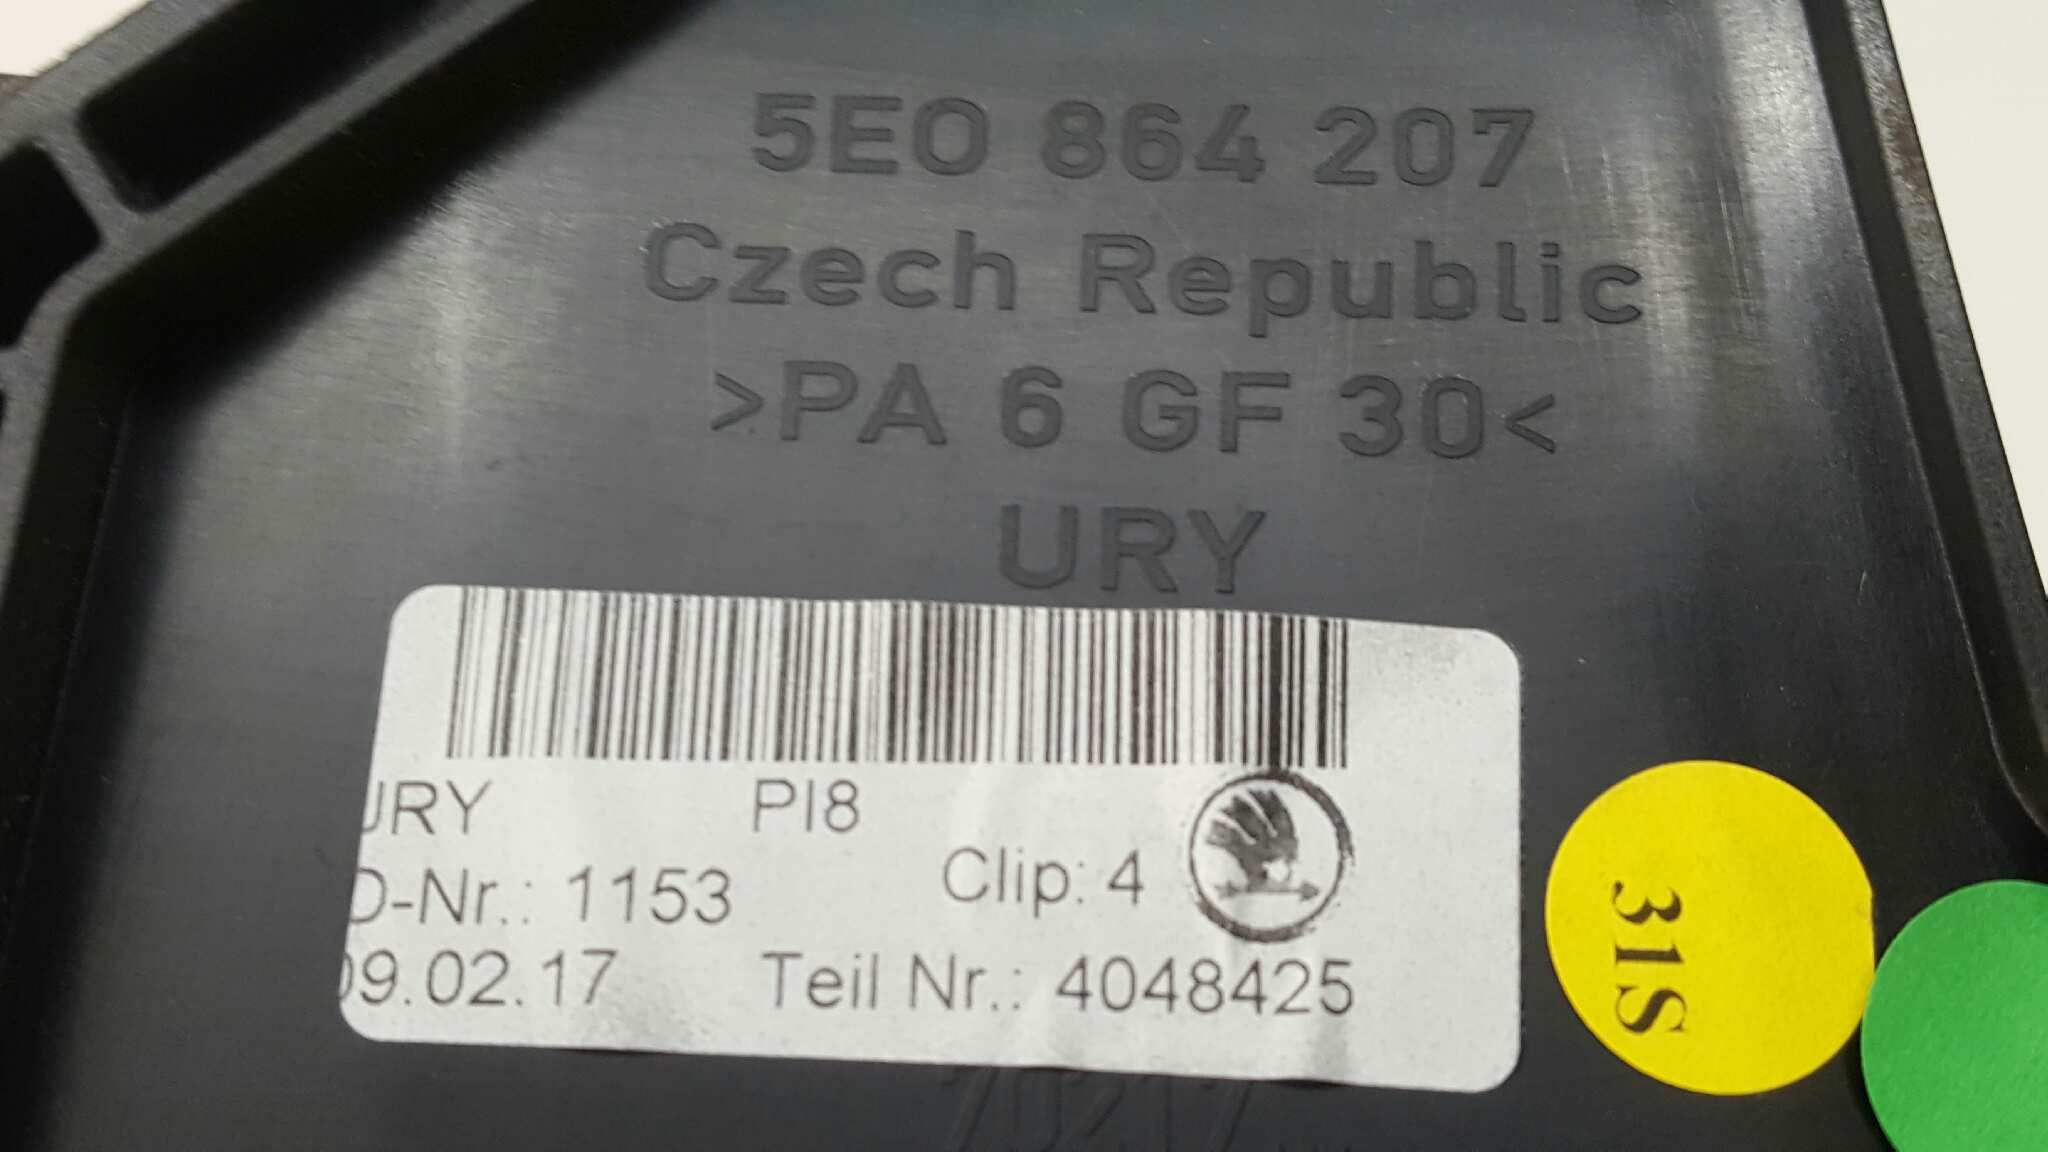 5E0 864 207
Czech Republic
>PA 6 GF 30<
URY
URY PI8
D-Nr.: 1153 Clip: 4
09.02.17 Teil Nr.: 4048425
31S